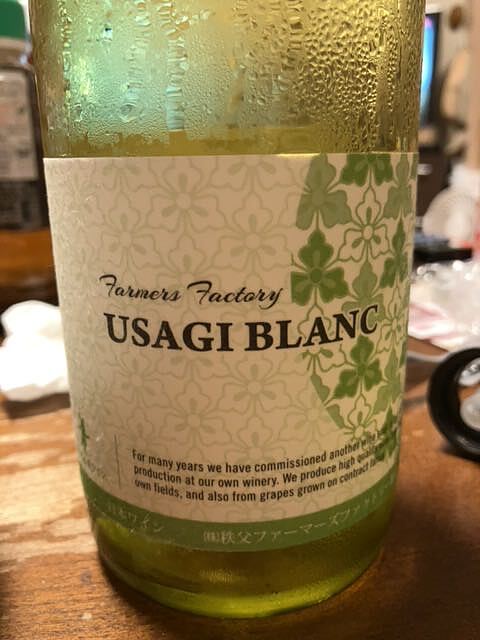 Farmers Factory
USAGI BLANC
For many years we have commissioned another
production at our own winery. We produce high
own fields, and also from grapes grown on contract
日本ワイン ㈱秩父ファーマーズファクトリー